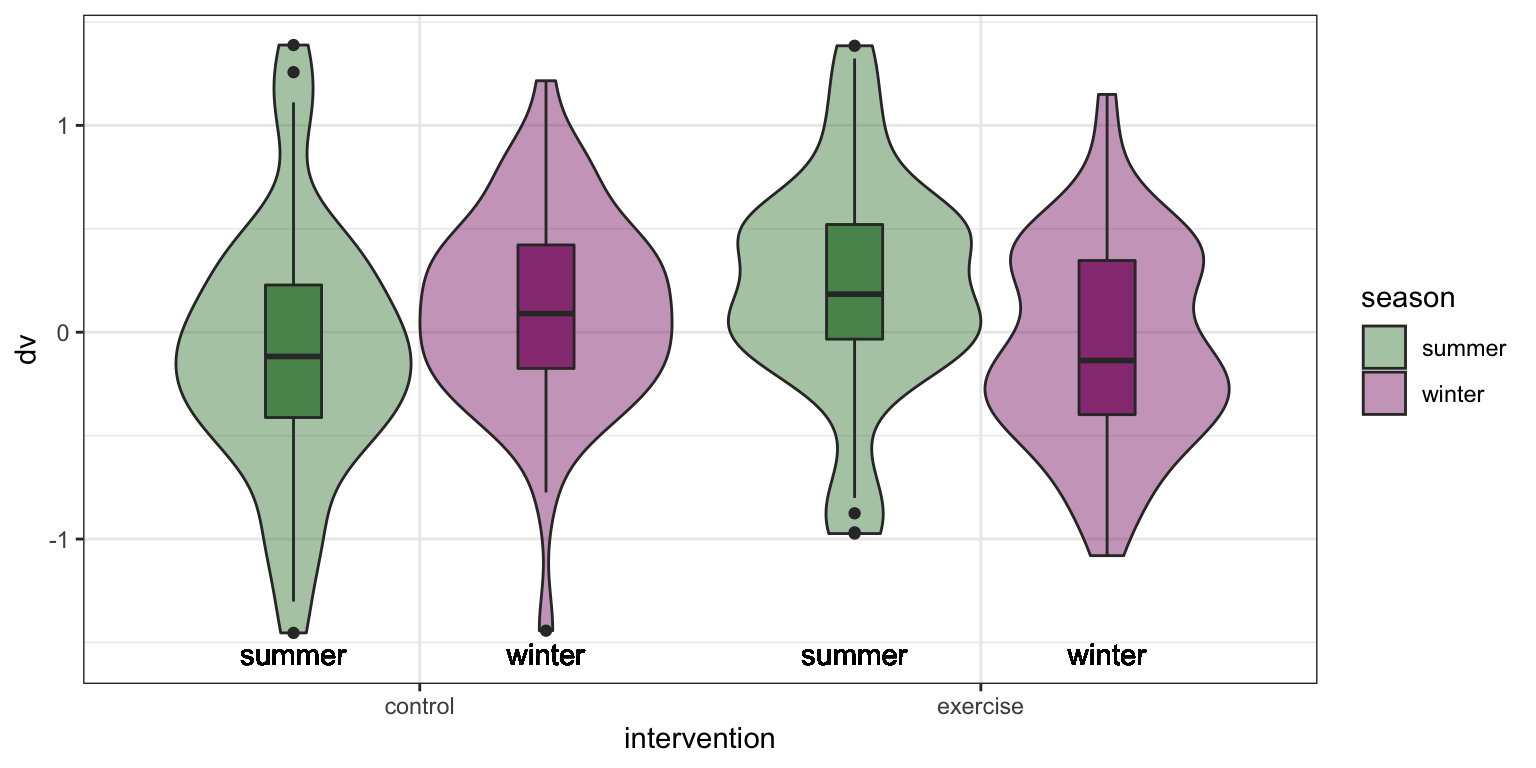 1
0
-1
dv
summer
winter
summer
winter
control
exercise
intervention
season
summer
winter